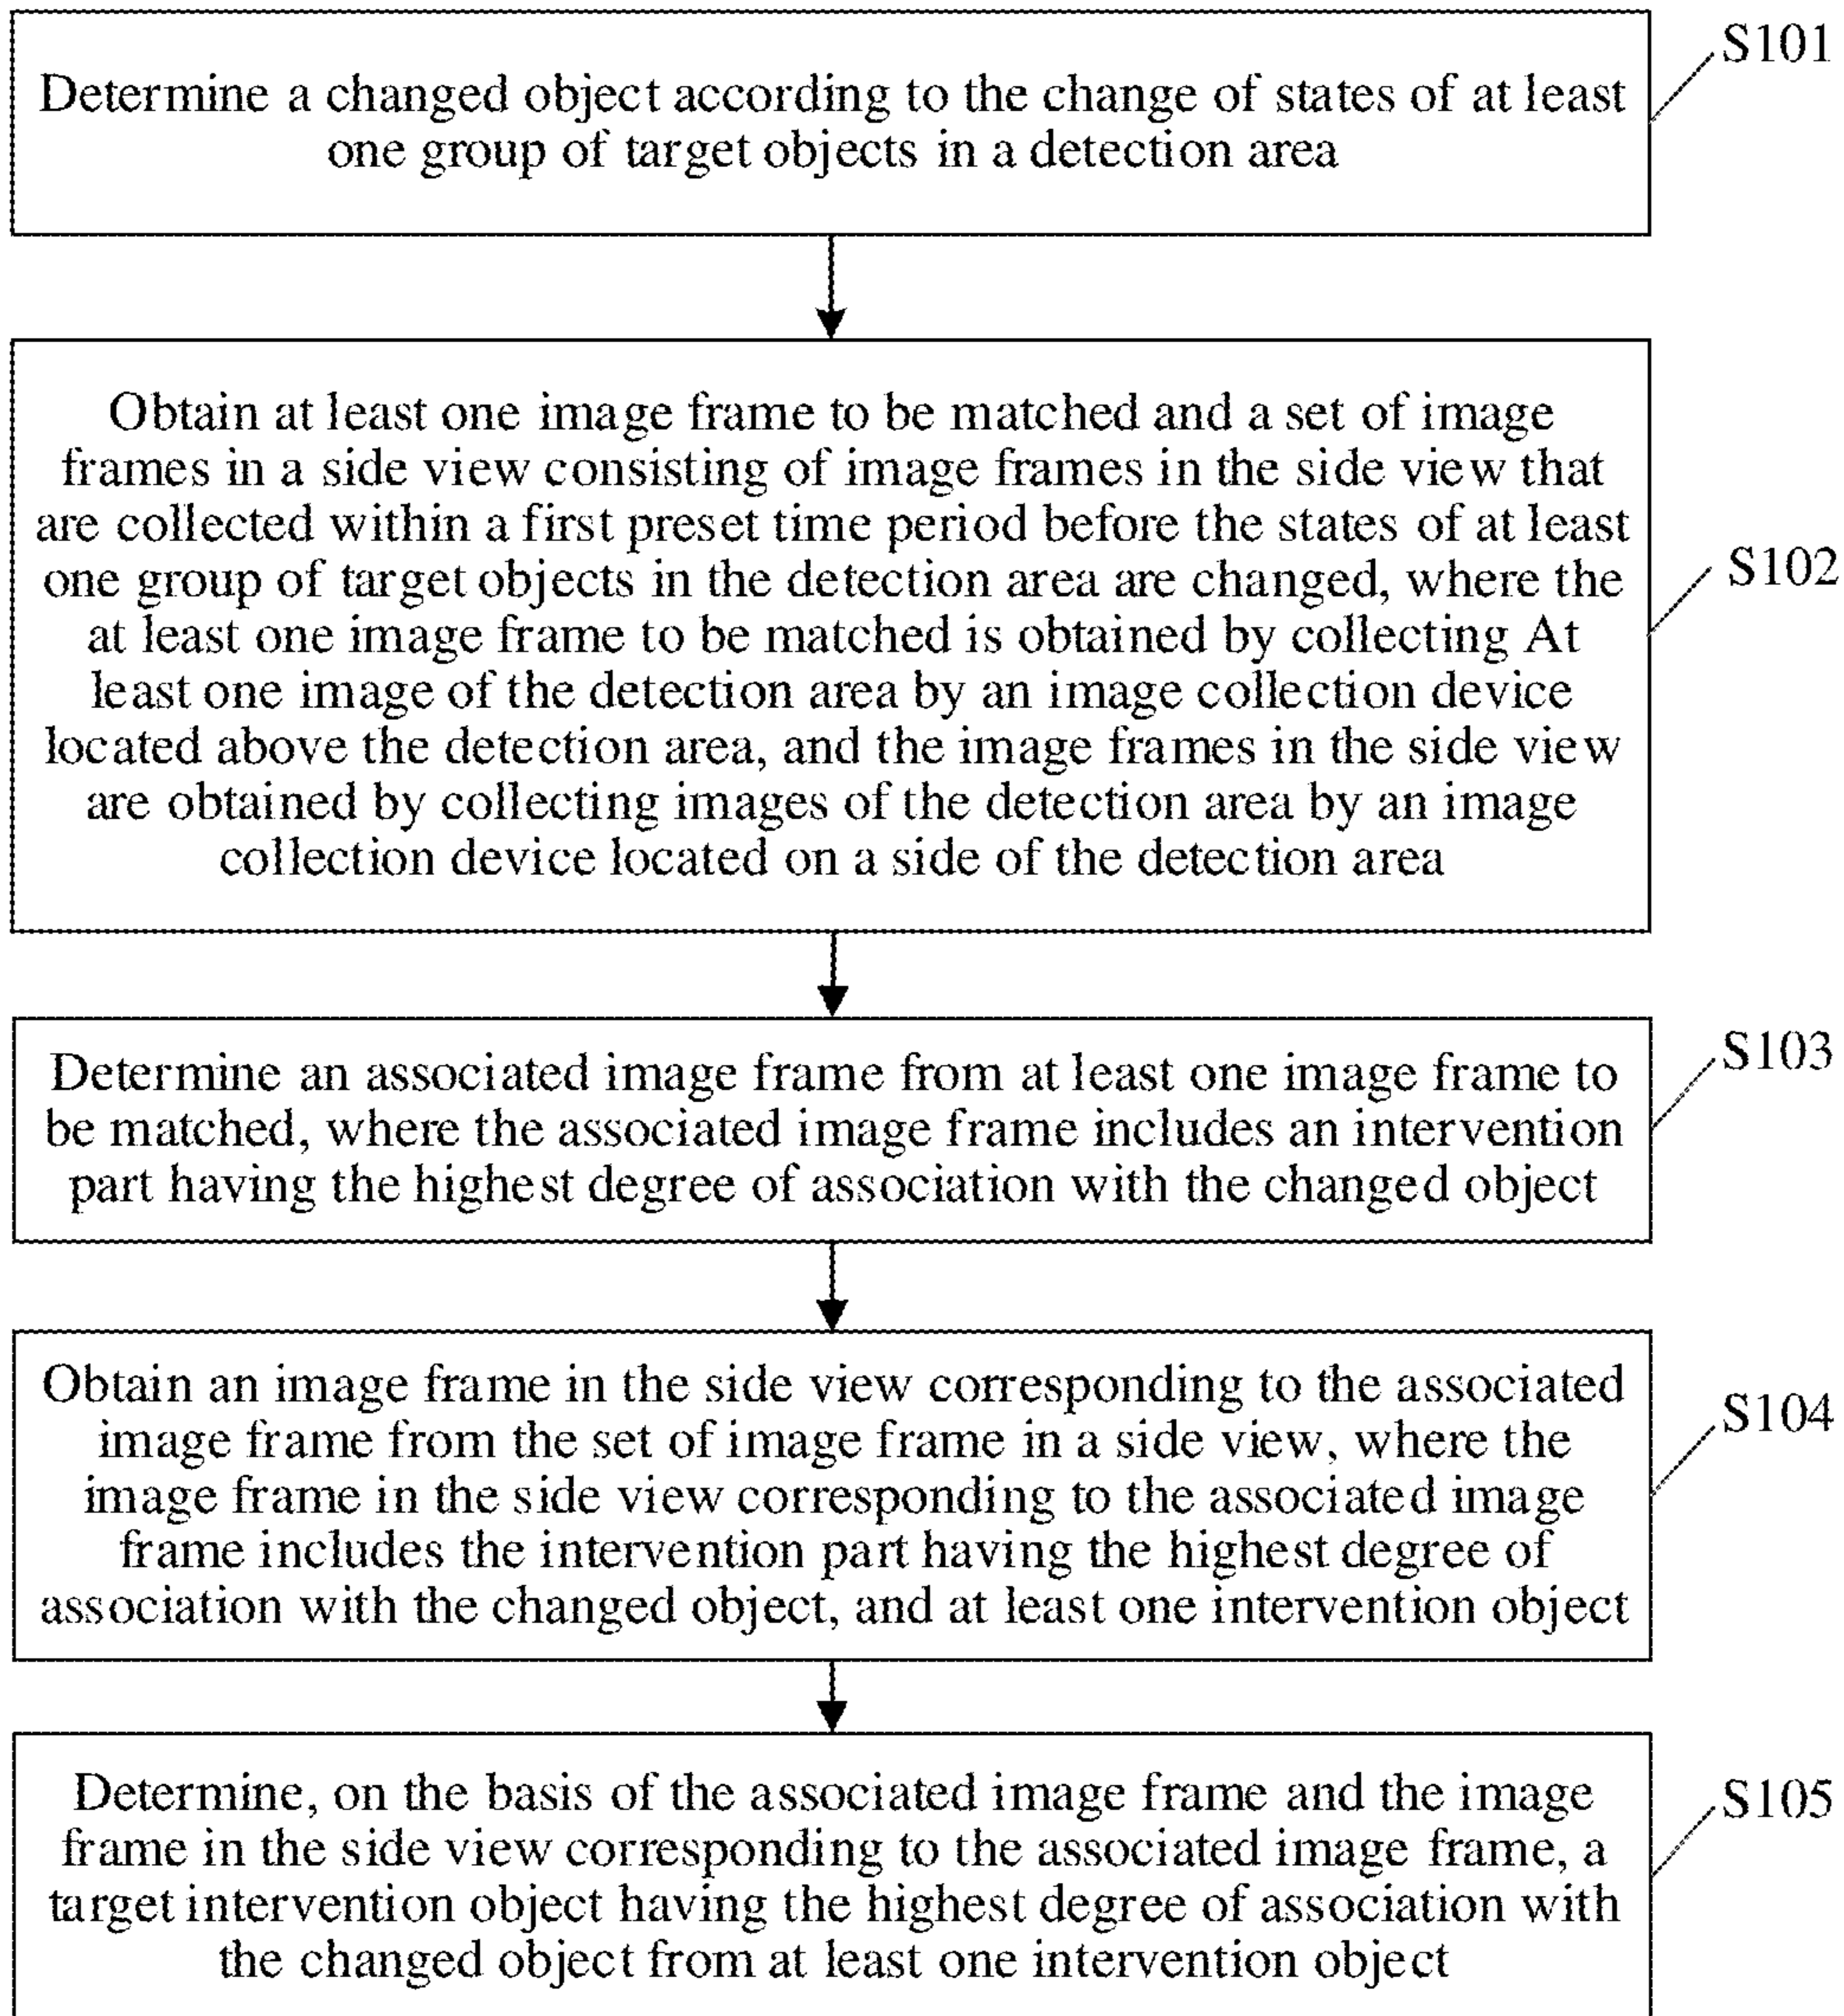 S101
Determine a changed object according to the change of states of at least
one group of target objects in a detection area
Obtain at least one image frame to be matched and a set of image
frames in a side view consisting of image frames in the side view that
are collected within a first preset time period before the states of at least
one group of target objects in the detection area are changed, where the
at least one image frame to be matched is obtained by collecting At
least one image of the detection area by an image collection device
located above the detection area, and the image frames in the side view
are obtained by collecting images of the detection area by an image
collection device located on a side of the detection area
S102
Determine an associated image frame from at least one image frame to
be matched, where the associated image frame includes an intervention
part having the highest degree of association with the changed object
S103
Obtain an image frame in the side view corresponding to the associated
image frame from the set of image frame in a side view, where the
image frame in the side view corresponding to the associated image
frame includes the intervention part having the highest degree of
association with the changed object, and at least one intervention object
S104
Determine, on the basis of the associated image frame and the image
frame in the side view corresponding to the associated image frame, a
target intervention object having the highest degree of association with
the changed object from at least one intervention object
S105